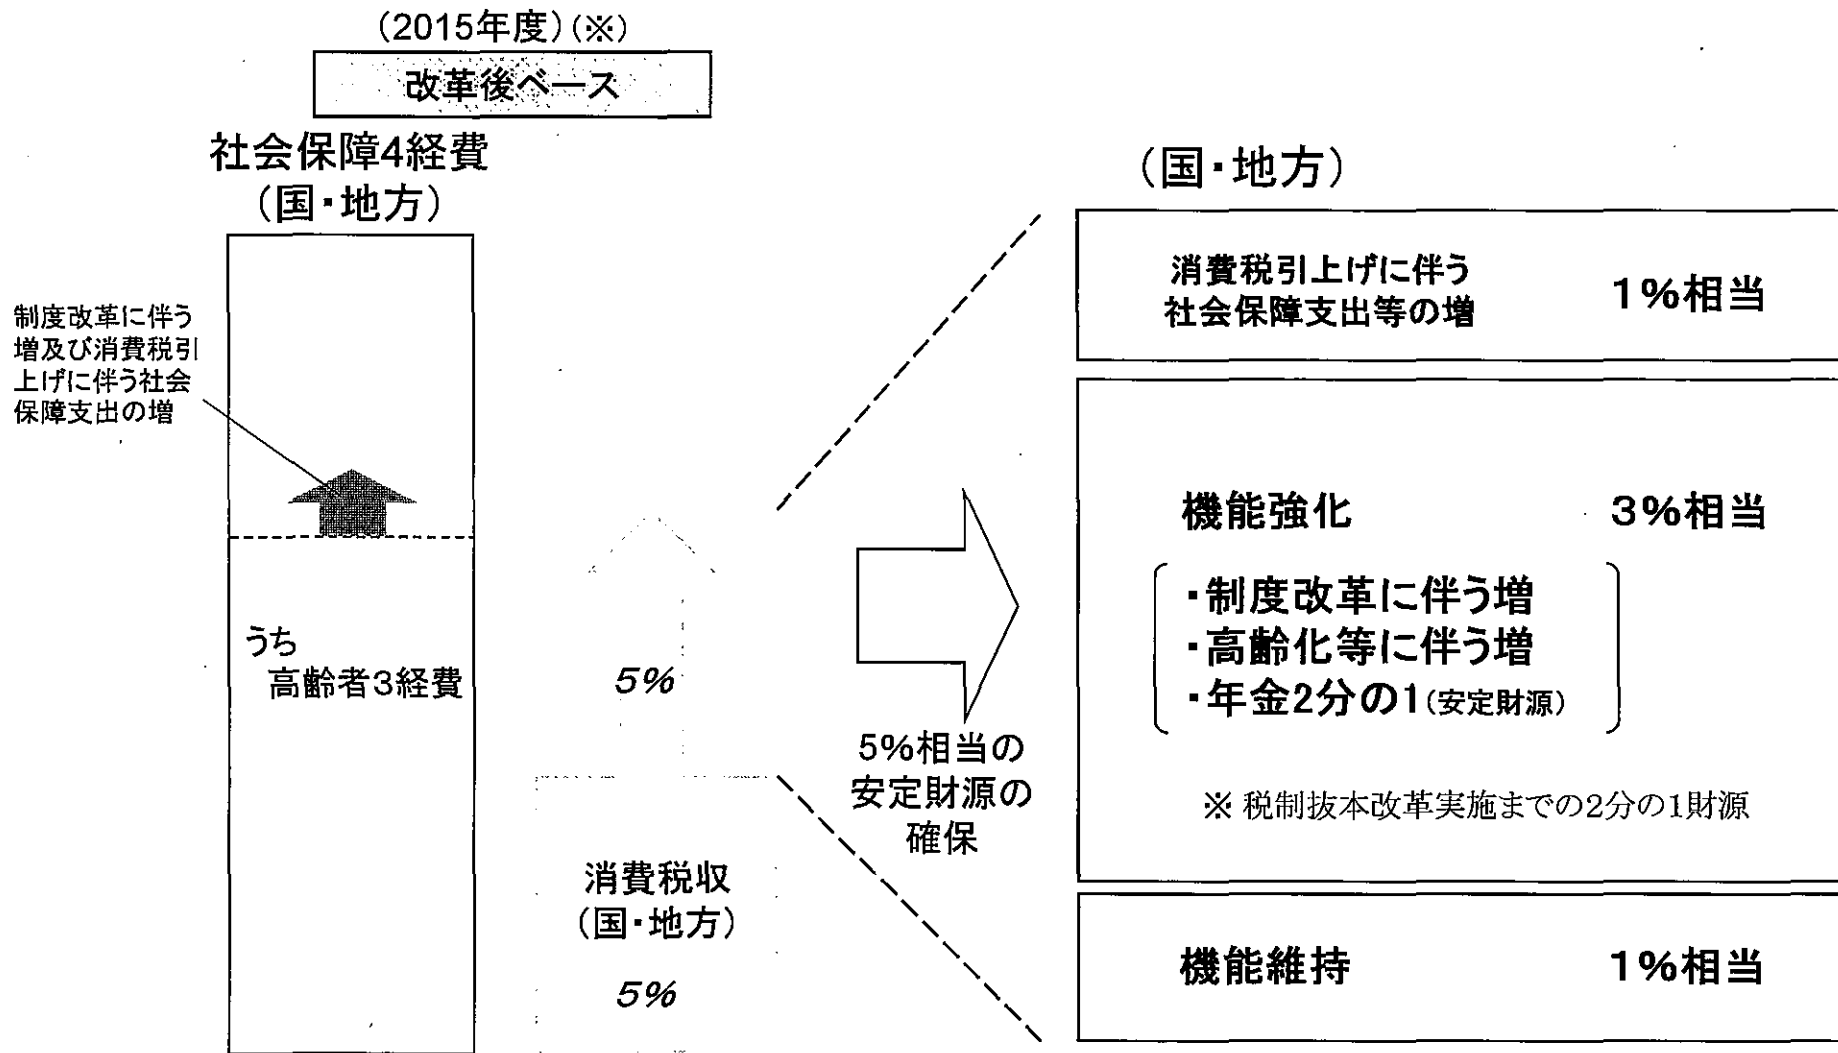 （2015年度）（※）
改革後ベース
社会保障4経費
（国・地方）
制度改革に伴う
増及び消費税引
上げに伴う社会
保障支出の増
うち
高齢者3経費
5%
消費税収
（国・地方）
5%
5%相当の
安定財源の
確保
（国・地方）
消費税引上げに伴う
社会保障支出等の増
1%相当
機能強化
3%相当
・制度改革に伴う増
・高齢化等に伴う増
・年金2分の1（安定財源）
※ 税制抜本改革実施までの2分の1財源
機能維持
1%相当